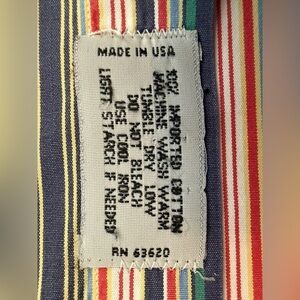 MADE IN USA
100% IMPORTED COTTON
MACHINE WASH WARM
TUMBLE DRY LOW
DO NOT BLEACH
USE COOL IRON
LIGHT STARCH IF NEEDED
RN 63620